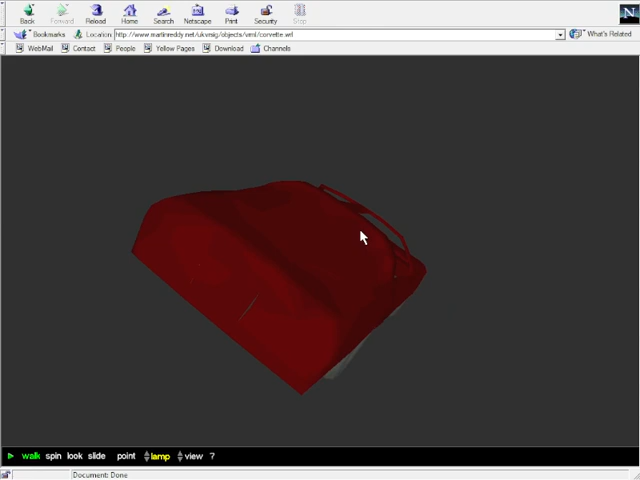 Back Forward Reload Home Search Netscape Print Security Stop
N
Bookmarks Location: http://www.martinreddy.net/ukvrsig/objects/vrml/corvette.wrl What's Related
WebMail Contact People Yellow Pages Download Channels
walk spin look slide point lamp view ?
Document: Done